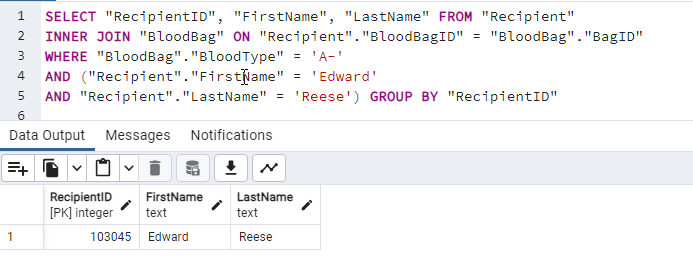 1 SELECT "RecipientID", "FirstName", "LastName" FROM "Recipient"
2 INNER JOIN "BloodBag" ON "Recipient"."BloodBagID" = "BloodBag"."BagID"
3 WHERE "BloodBag"."BloodType" = 'A-'
4 AND ("Recipient"."FirstName" = 'Edward'
5 AND "Recipient"."LastName" = 'Reese') GROUP BY "RecipientID"
6
Data Output Messages Notifications
RecipientID FirstName LastName
[PK] integer text text
1 103045 Edward Reese